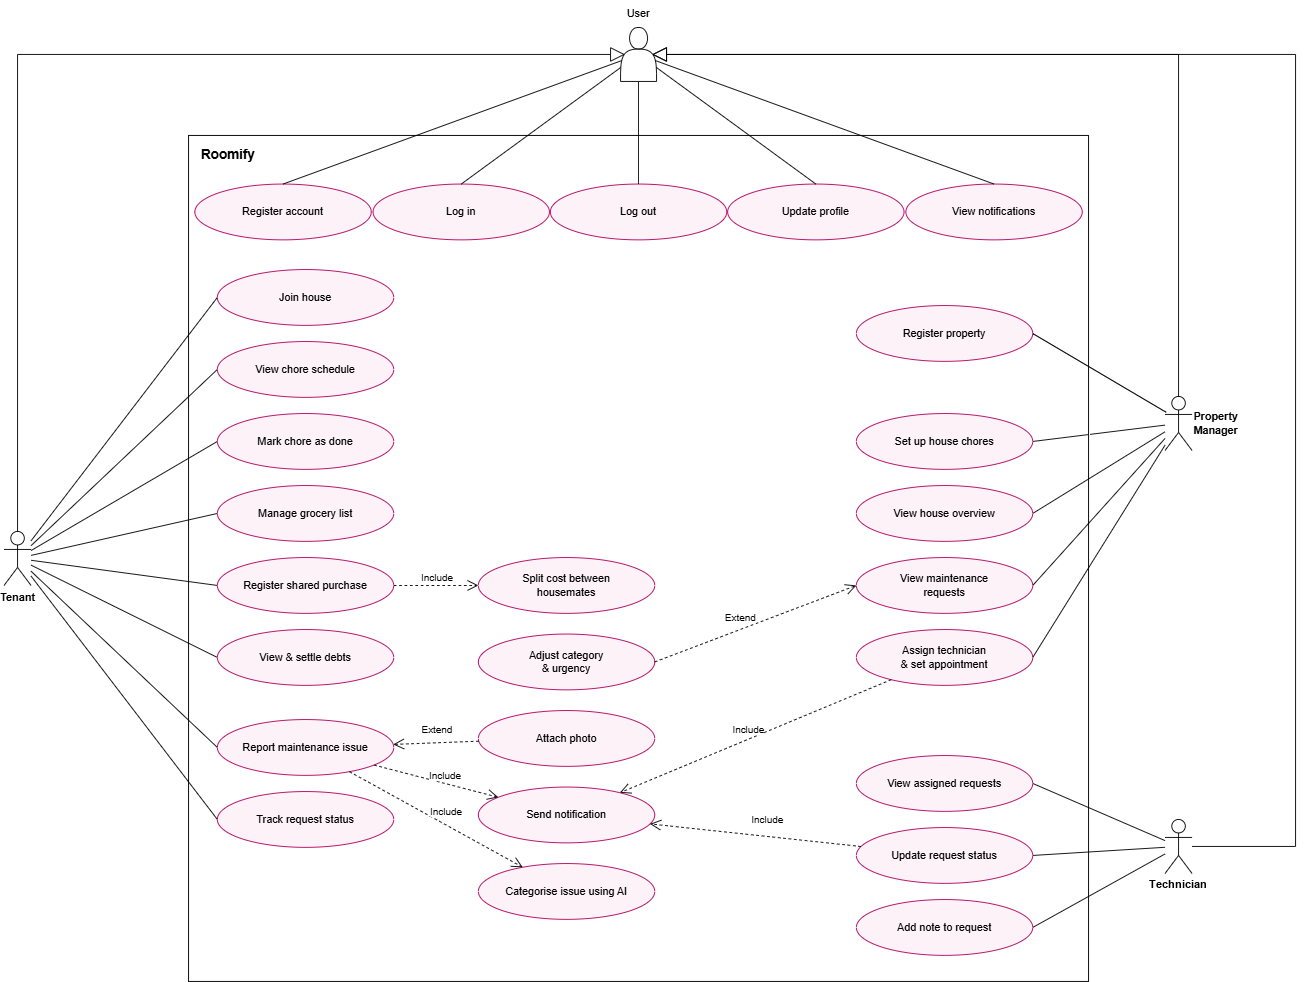 User
Roomify
Register account
Log in
Log out
Update profile
View notifications
Join house
Register property
View chore schedule
Property
Manager
Mark chore as done
Set up house chores
Manage grocery list
View house overview
Tenant
Register shared purchase
Include
Split cost between
housemates
View maintenance
requests
Extend
View & settle debts
Adjust category
& urgency
Assign technician
& set appointment
Report maintenance issue
Extend
Attach photo
Include
Include
View assigned requests
Include
Send notification
Include
Track request status
Update request status
Technician
Categorise issue using AI
Add note to request